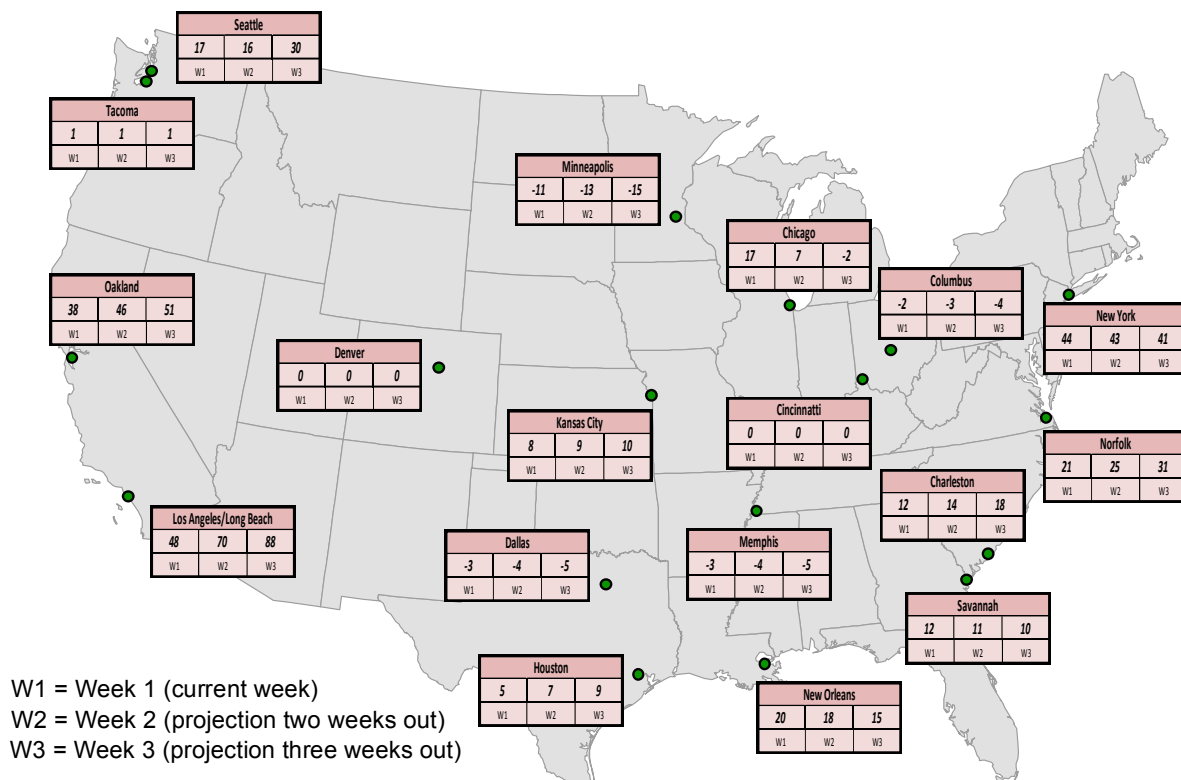 Seattle
17 16 30
W1 W2 W3
Tacoma
1 1 1
W1 W2 W3
Minneapolis
-11 -13 -15
W1 W2 W3
Chicago
17 7 -2
W1 W2 W3
Columbus
-2 -3 -4
W1 W2 W3
Oakland
38 46 51
W1 W2 W3
New York
44 43 41
W1 W2 W3
Denver
0 0 0
W1 W2 W3
Kansas City
8 9 10
W1 W2 W3
Cincinnatti
0 0 0
W1 W2 W3
Norfolk
21 25 31
W1 W2 W3
Charleston
12 14 18
W1 W2 W3
Los Angeles/Long Beach
48 70 88
W1 W2 W3
Dallas
-3 -4 -5
W1 W2 W3
Memphis
-3 -4 -5
W1 W2 W3
Savannah
12 11 10
W1 W2 W3
Houston
5 7 9
W1 W2 W3
New Orleans
20 18 15
W1 W2 W3
W1 = Week 1 (current week)
W2 = Week 2 (projection two weeks out)
W3 = Week 3 (projection three weeks out)